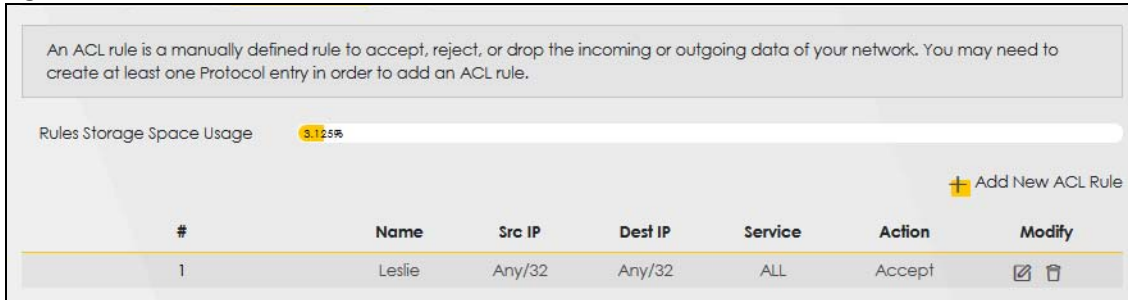 An ACL rule is a manually defined rule to accept, reject, or drop the incoming or outgoing data of your network. You may need to
create at least one Protocol entry in order to add an ACL rule.
Rules Storage Space Usage 3.125%
Add New ACL Rule
# Name Src IP Dest IP Service Action Modify
1 Leslie Any/32 Any/32 ALL Accept